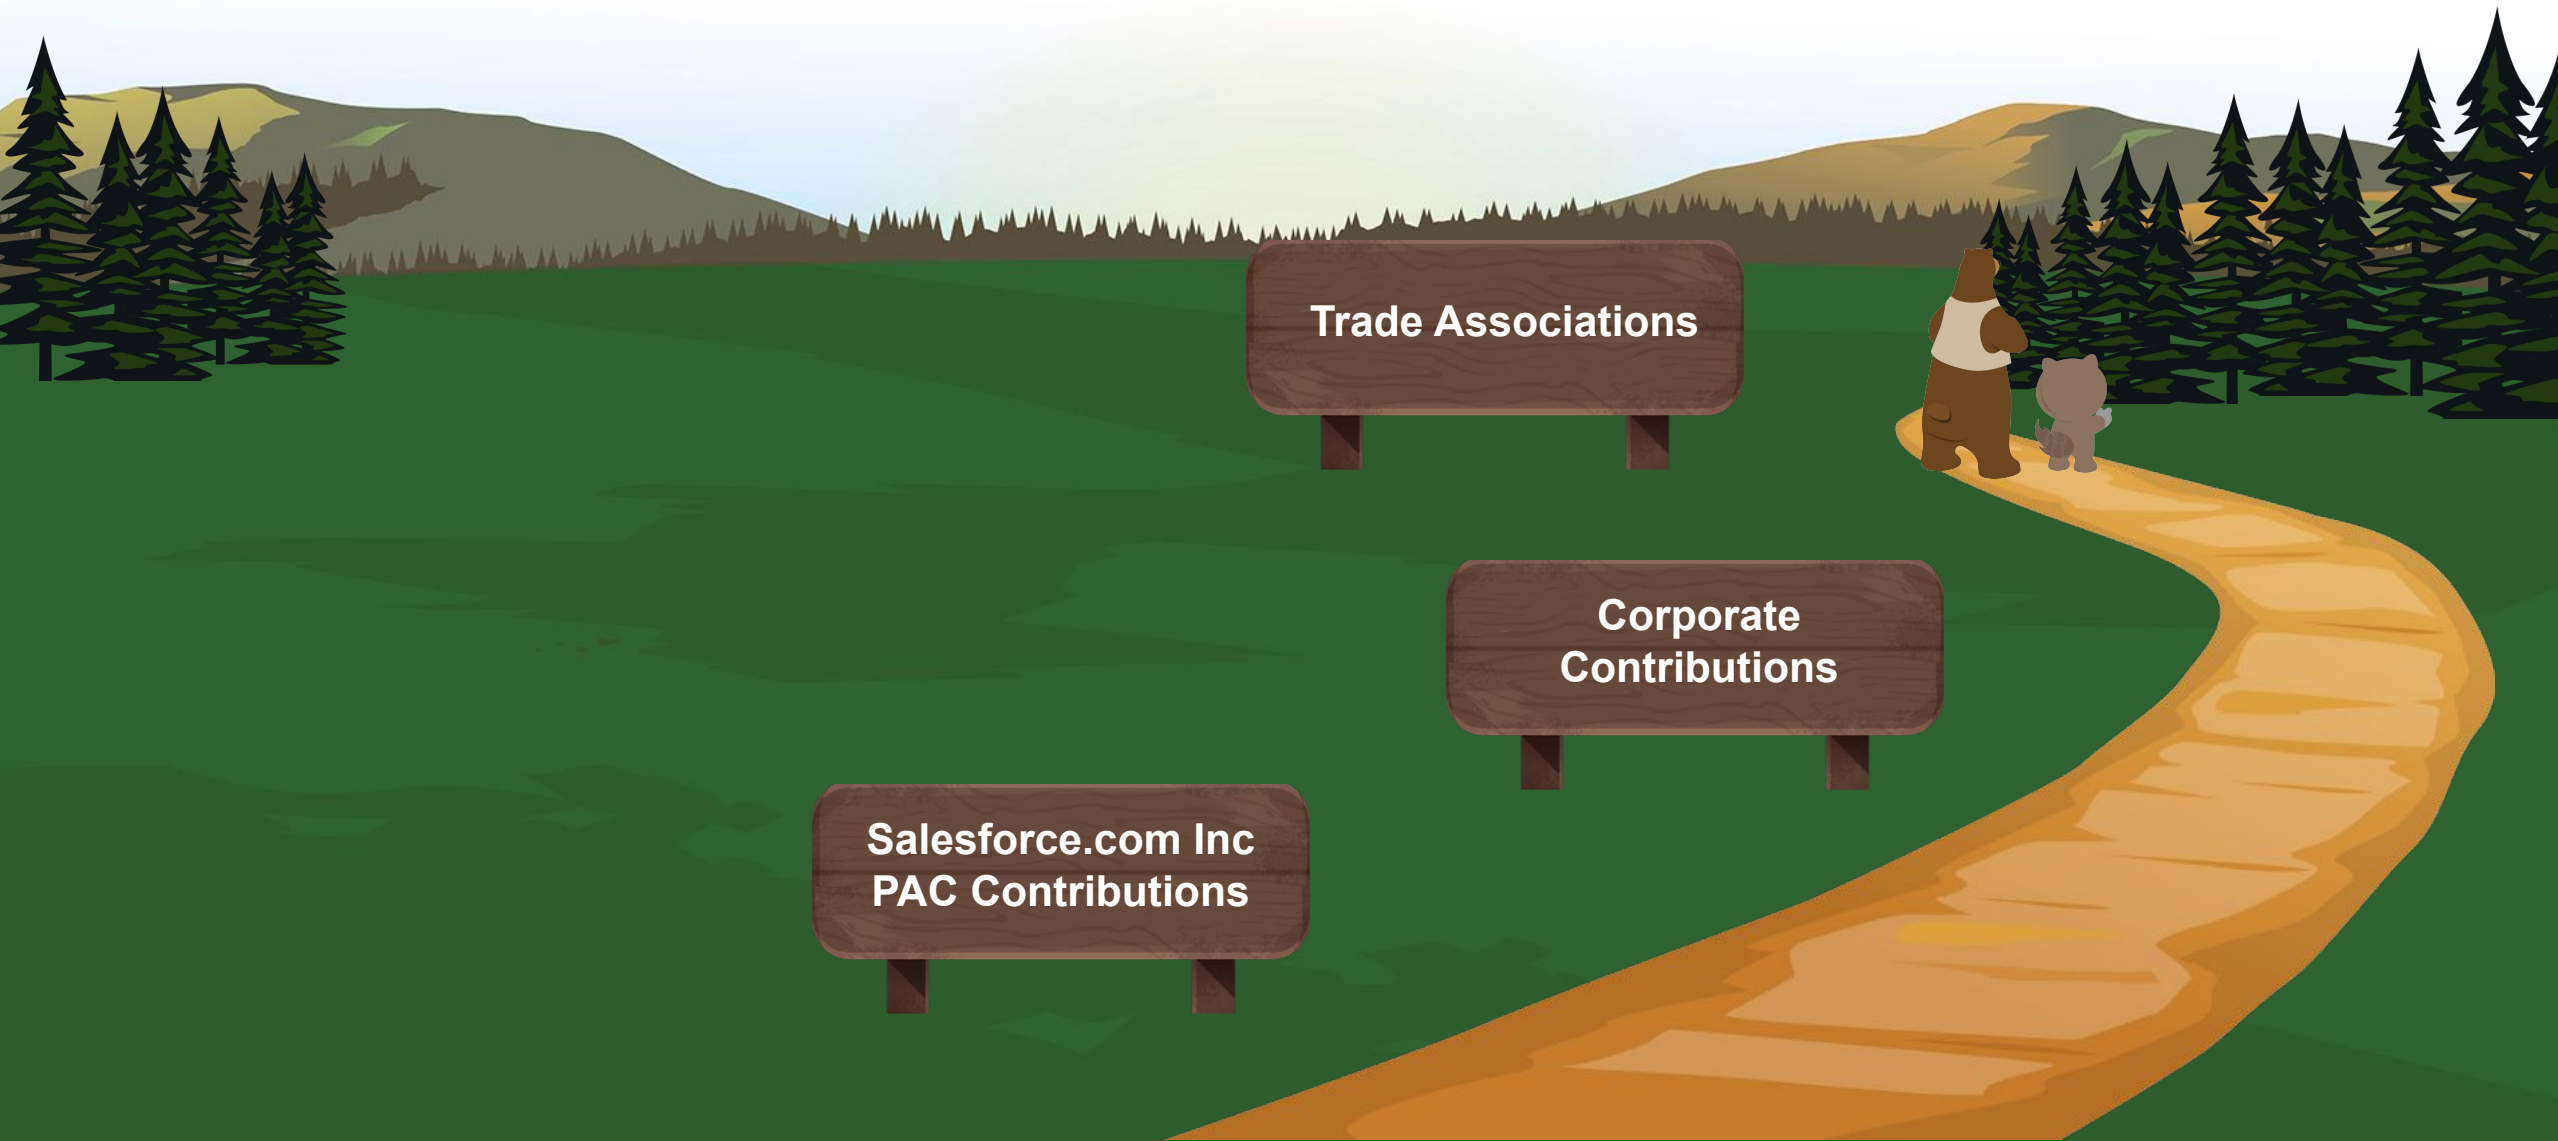 Trade Associations
Corporate
Contributions
Salesforce.com Inc
PAC Contributions